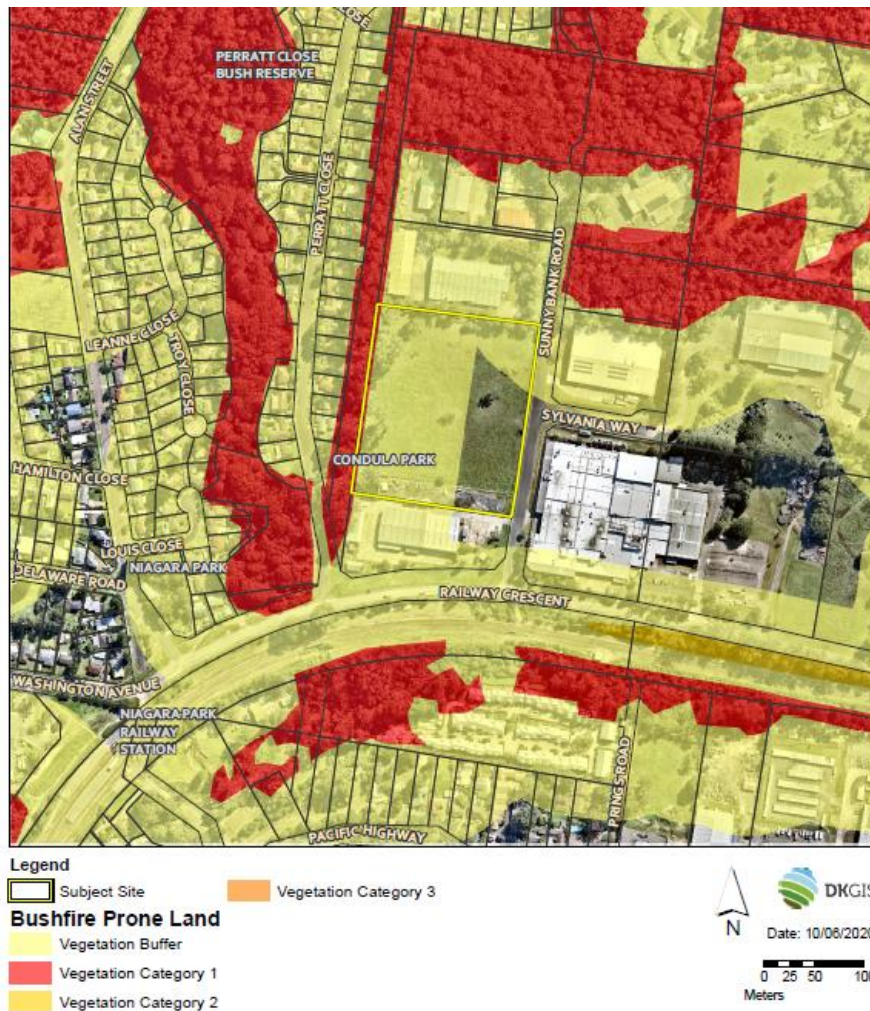 CLOSE
PERRATT CLOSE
BUSH RESERVE
ALAN STREET
PERRATT CLOSE
SUNNY BANK ROAD
LEANNE CLOSE
TROY CLOSE
SYLVANIA WAY
CONDULA PARK
HAMILTON CLOSE
LOUIS CLOSE
NIAGARA PARK
DELAWARE ROAD
RAILWAY CRESCENT
WASHINGTON AVENUE
NIAGARA PARK
RAILWAY
STATION
PRINGS ROAD
PACIFIC HIGHWAY
Legend
Subject Site
Vegetation Category 3
Bushfire Prone Land
Vegetation Buffer
Vegetation Category 1
Vegetation Category 2
N
DKGIS
Date: 10/06/2020
0 25 50 100
Meters